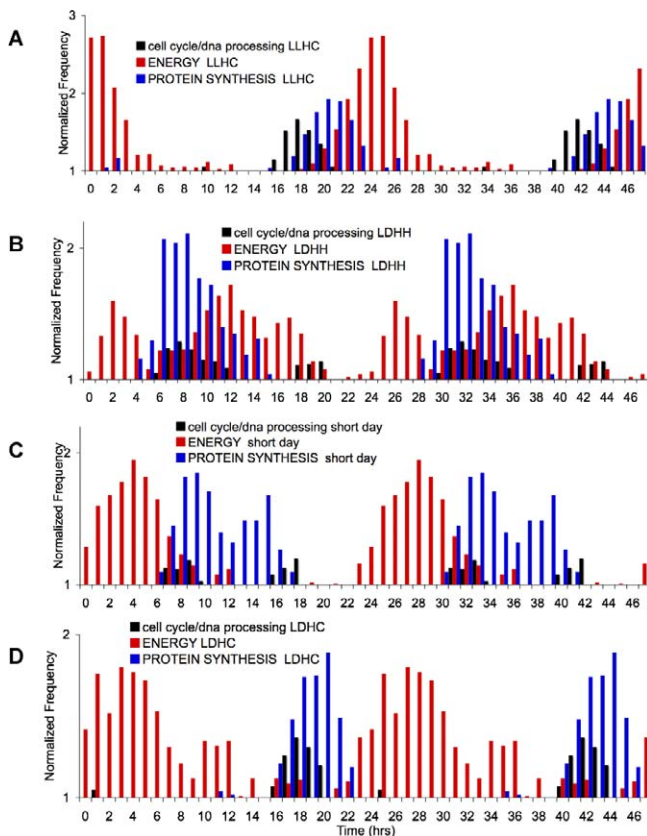 A
Normalized Frequency
3
2
1
cell cycle/dna processing LLHC
ENERGY LLHC
PROTEIN SYNTHESIS LLHC
0 2 4 6 8 10 12 14 16 18 20 22 24 26 28 30 32 34 36 38 40 42 44 46
B
Normalized Frequency
2
1
cell cycle/dna processing LDHH
ENERGY LDHH
PROTEIN SYNTHESIS LDHH
0 2 4 6 8 10 12 14 16 18 20 22 24 26 28 30 32 34 36 38 40 42 44 46
C
Normalized Frequency
2
1
cell cycle/dna processing short day
ENERGY short day
PROTEIN SYNTHESIS short day
0 2 4 6 8 10 12 14 16 18 20 22 24 26 28 30 32 34 36 38 40 42 44 46
D
Normalized Frequency
2
1
cell cycle/dna processing LDHC
ENERGY LDHC
PROTEIN SYNTHESIS LDHC
0 2 4 6 8 10 12 14 16 18 20 22 24 26 28 30 32 34 36 38 40 42 44 46
Time (hrs)